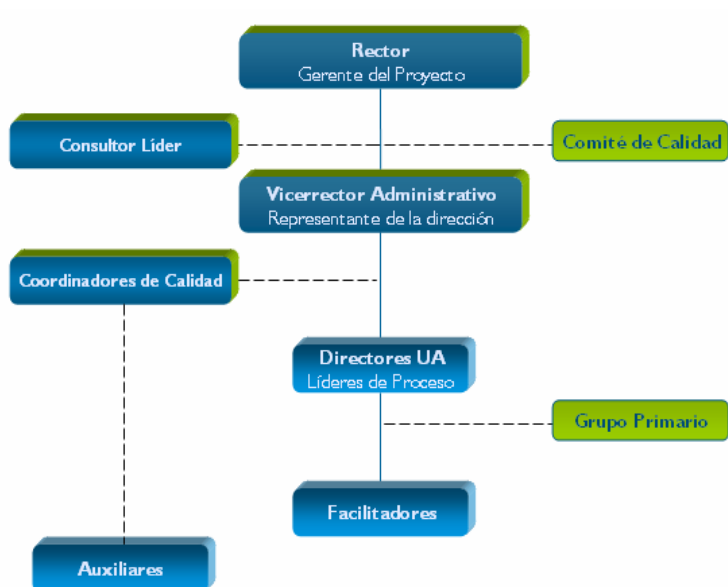 Rector
Gerente del Proyecto
Consultor Líder
Comité de Calidad
Vicerrector Administrativo
Representante de la dirección
Coordinadores de Calidad
Directores UA
Líderes de Proceso
Grupo Primario
Facilitadores
Auxiliares